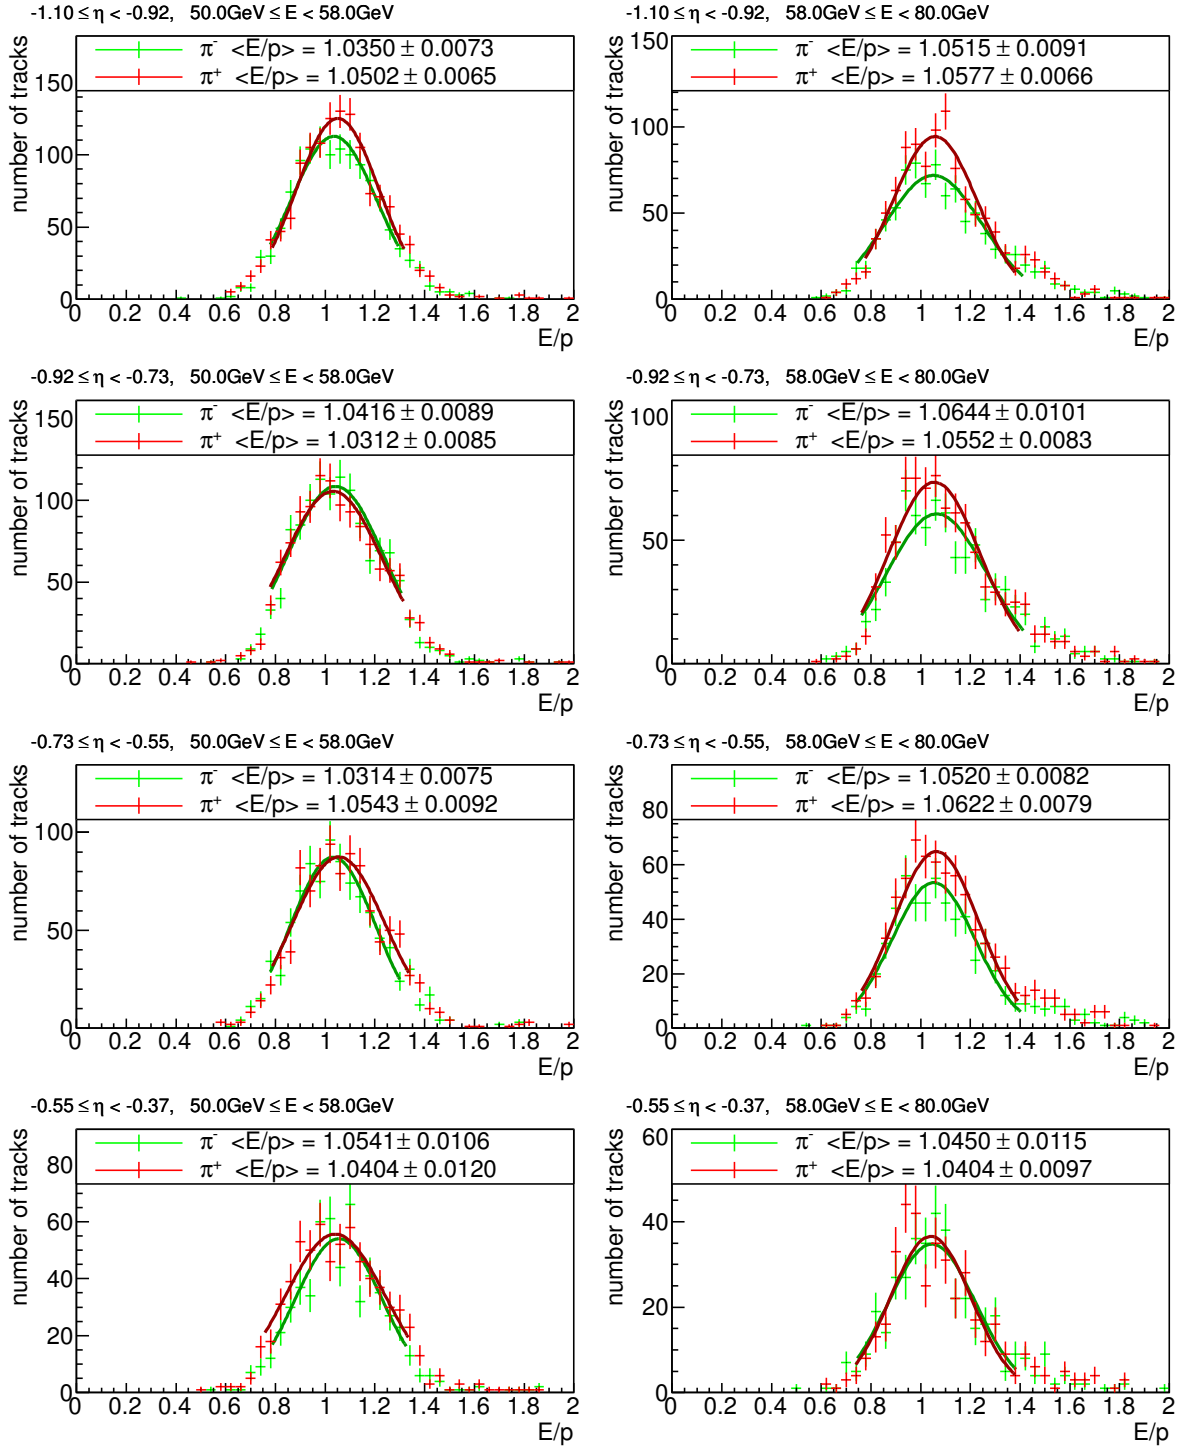 -1.10 ≤ η < -0.92, 50.0GeV ≤ E < 58.0GeV
number of tracks
π⁻ <E/p> = 1.0350 ± 0.0073
π⁺ <E/p> = 1.0502 ± 0.0065
150
100
50
0
0 0.2 0.4 0.6 0.8 1 1.2 1.4 1.6 1.8 2
E/p
-1.10 ≤ η < -0.92, 58.0GeV ≤ E < 80.0GeV
number of tracks
π⁻ <E/p> = 1.0515 ± 0.0091
π⁺ <E/p> = 1.0577 ± 0.0066
150
100
50
0
0 0.2 0.4 0.6 0.8 1 1.2 1.4 1.6 1.8 2
E/p
-0.92 ≤ η < -0.73, 50.0GeV ≤ E < 58.0GeV
number of tracks
π⁻ <E/p> = 1.0416 ± 0.0089
π⁺ <E/p> = 1.0312 ± 0.0085
150
100
50
0
0 0.2 0.4 0.6 0.8 1 1.2 1.4 1.6 1.8 2
E/p
-0.92 ≤ η < -0.73, 58.0GeV ≤ E < 80.0GeV
number of tracks
π⁻ <E/p> = 1.0644 ± 0.0101
π⁺ <E/p> = 1.0552 ± 0.0083
100
50
0
0 0.2 0.4 0.6 0.8 1 1.2 1.4 1.6 1.8 2
E/p
-0.73 ≤ η < -0.55, 50.0GeV ≤ E < 58.0GeV
number of tracks
π⁻ <E/p> = 1.0314 ± 0.0075
π⁺ <E/p> = 1.0543 ± 0.0092
100
50
0
0 0.2 0.4 0.6 0.8 1 1.2 1.4 1.6 1.8 2
E/p
-0.73 ≤ η < -0.55, 58.0GeV ≤ E < 80.0GeV
number of tracks
π⁻ <E/p> = 1.0520 ± 0.0082
π⁺ <E/p> = 1.0622 ± 0.0079
80
60
40
20
0
0 0.2 0.4 0.6 0.8 1 1.2 1.4 1.6 1.8 2
E/p
-0.55 ≤ η < -0.37, 50.0GeV ≤ E < 58.0GeV
number of tracks
π⁻ <E/p> = 1.0541 ± 0.0106
π⁺ <E/p> = 1.0404 ± 0.0120
80
60
40
20
0
0 0.2 0.4 0.6 0.8 1 1.2 1.4 1.6 1.8 2
E/p
-0.55 ≤ η < -0.37, 58.0GeV ≤ E < 80.0GeV
number of tracks
π⁻ <E/p> = 1.0450 ± 0.0115
π⁺ <E/p> = 1.0404 ± 0.0097
60
40
20
0
0 0.2 0.4 0.6 0.8 1 1.2 1.4 1.6 1.8 2
E/p